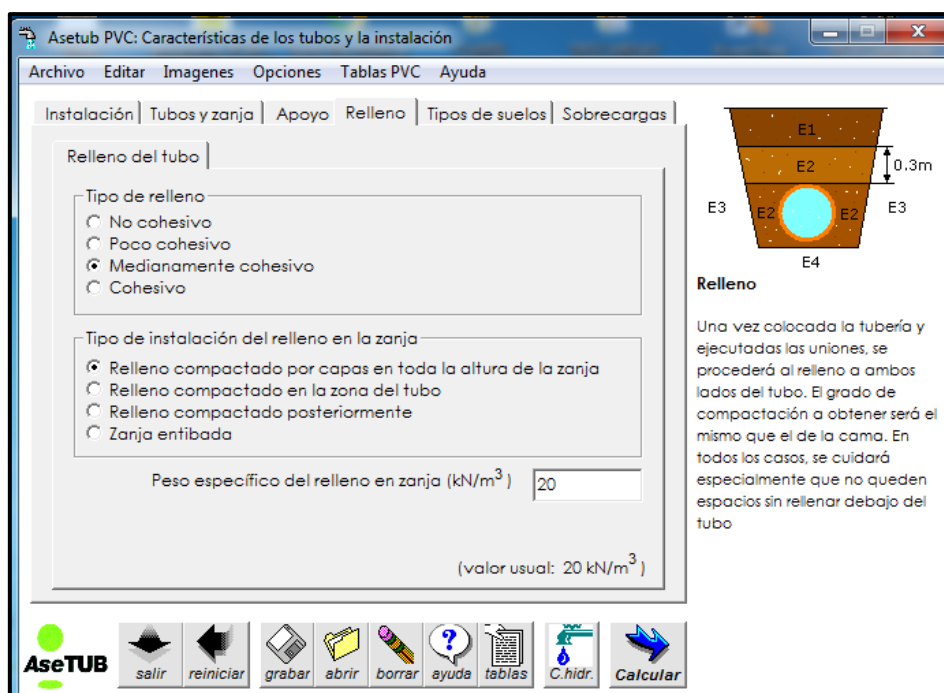 Asetub PVC: Características de los tubos y la instalación
Archivo Editar Imagenes Opciones Tablas PVC Ayuda
Instalación Tubos y zanja Apoyo Relleno Tipos de suelos Sobrecargas
Relleno del tubo
Tipo de relleno
No cohesivo
Poco cohesivo
Medianamente cohesivo
Cohesivo
Tipo de instalación del relleno en la zanja
Relleno compactado por capas en toda la altura de la zanja
Relleno compactado en la zona del tubo
Relleno compactado posteriormente
Zanja entibada
Peso específico del relleno en zanja (kN/m³ ) 20
(valor usual: 20 kN/m³ )
E1
E2 0.3m
E3 E2 E2 E3
E4
Relleno
Una vez colocada la tubería y
ejecutadas las uniones, se
procederá al relleno a ambos
lados del tubo. El grado de
compactación a obtener será el
mismo que el de la cama. En
todos los casos, se cuidará
especialmente que no queden
espacios sin rellenar debajo del
tubo
AseTUB
salir reiniciar grabar abrir borrar ayuda tablas C.hidr. Calcular